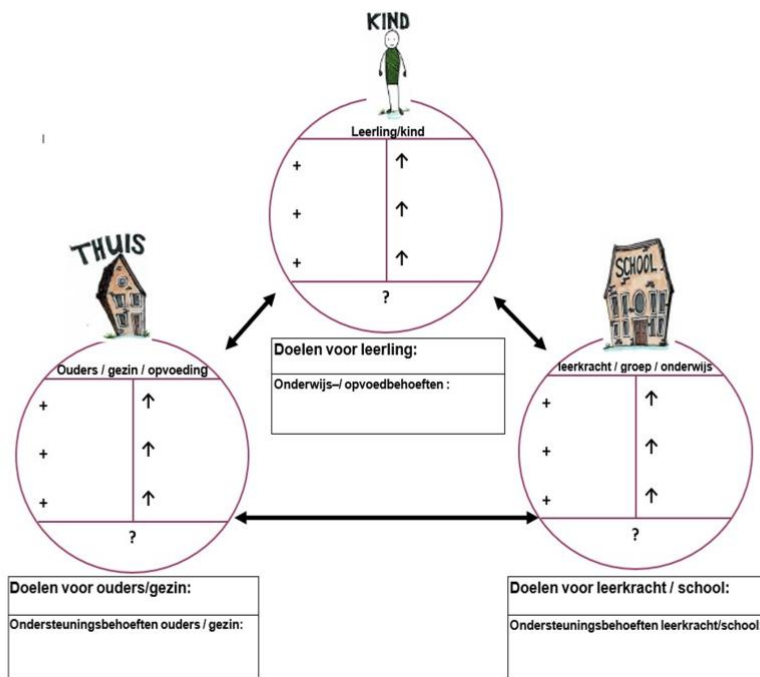 KIND
Leerling/kind
+ ↑
+ ↑
+ ↑
?
THUIS
Ouders / gezin / opvoeding
+ ↑
+ ↑
+ ↑
?
Doelen voor leerling:
Onderwijs–/ opvoedbehoeften :
SCHOOL
leerkracht / groep / onderwijs
+ ↑
+ ↑
+ ↑
?
Doelen voor ouders/gezin:
Ondersteuningsbehoeften ouders / gezin:
Doelen voor leerkracht / school:
Ondersteuningsbehoeften leerkracht/school